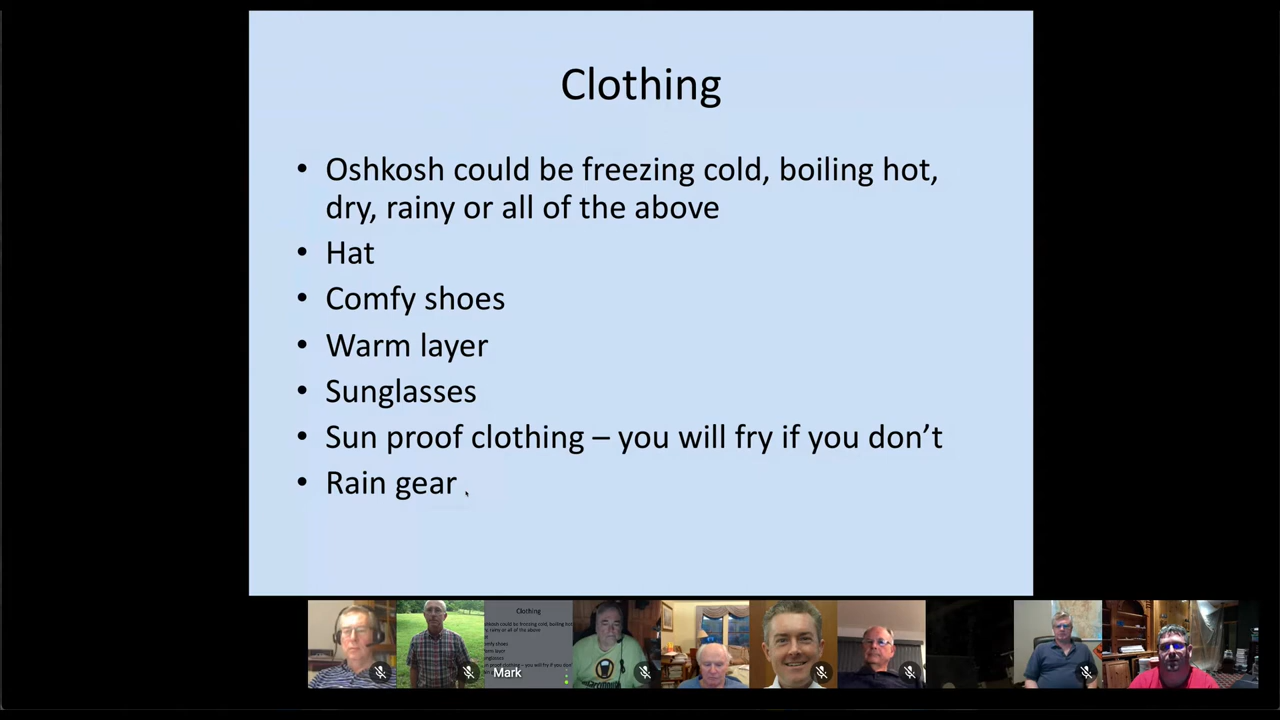 Clothing
• Oshkosh could be freezing cold, boiling hot,
dry, rainy or all of the above
• Hat
• Comfy shoes
• Warm layer
• Sunglasses
• Sun proof clothing – you will fry if you don’t
• Rain gear
Clothing
Mark